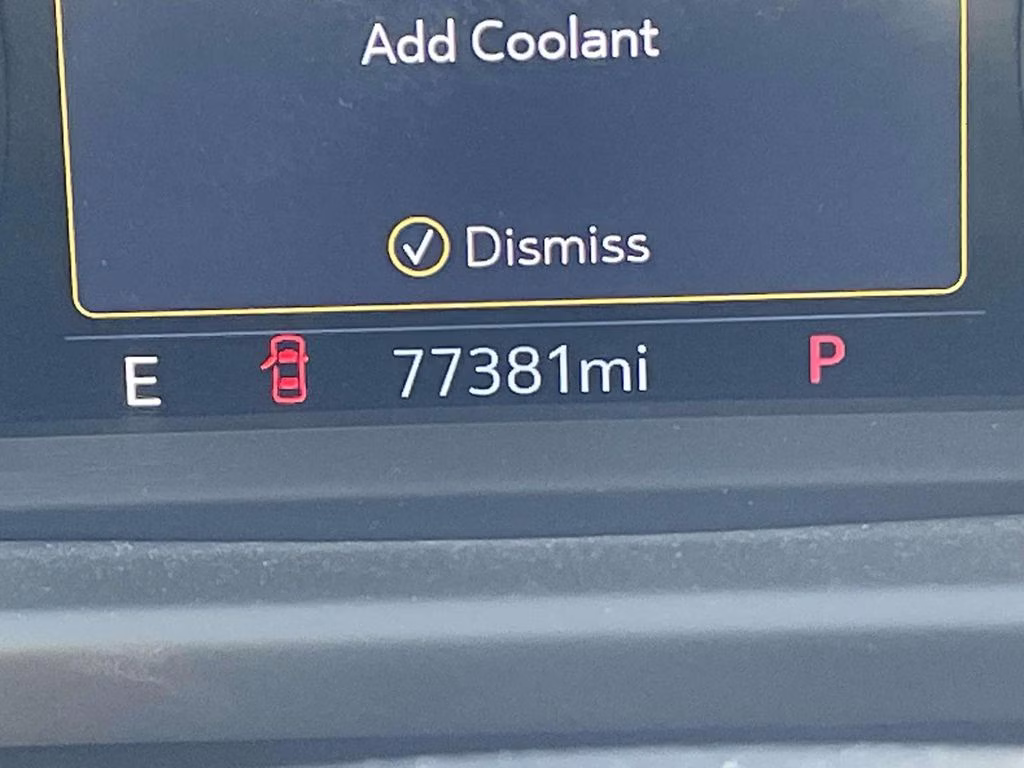 Add Coolant
Dismiss
E 77381mi P